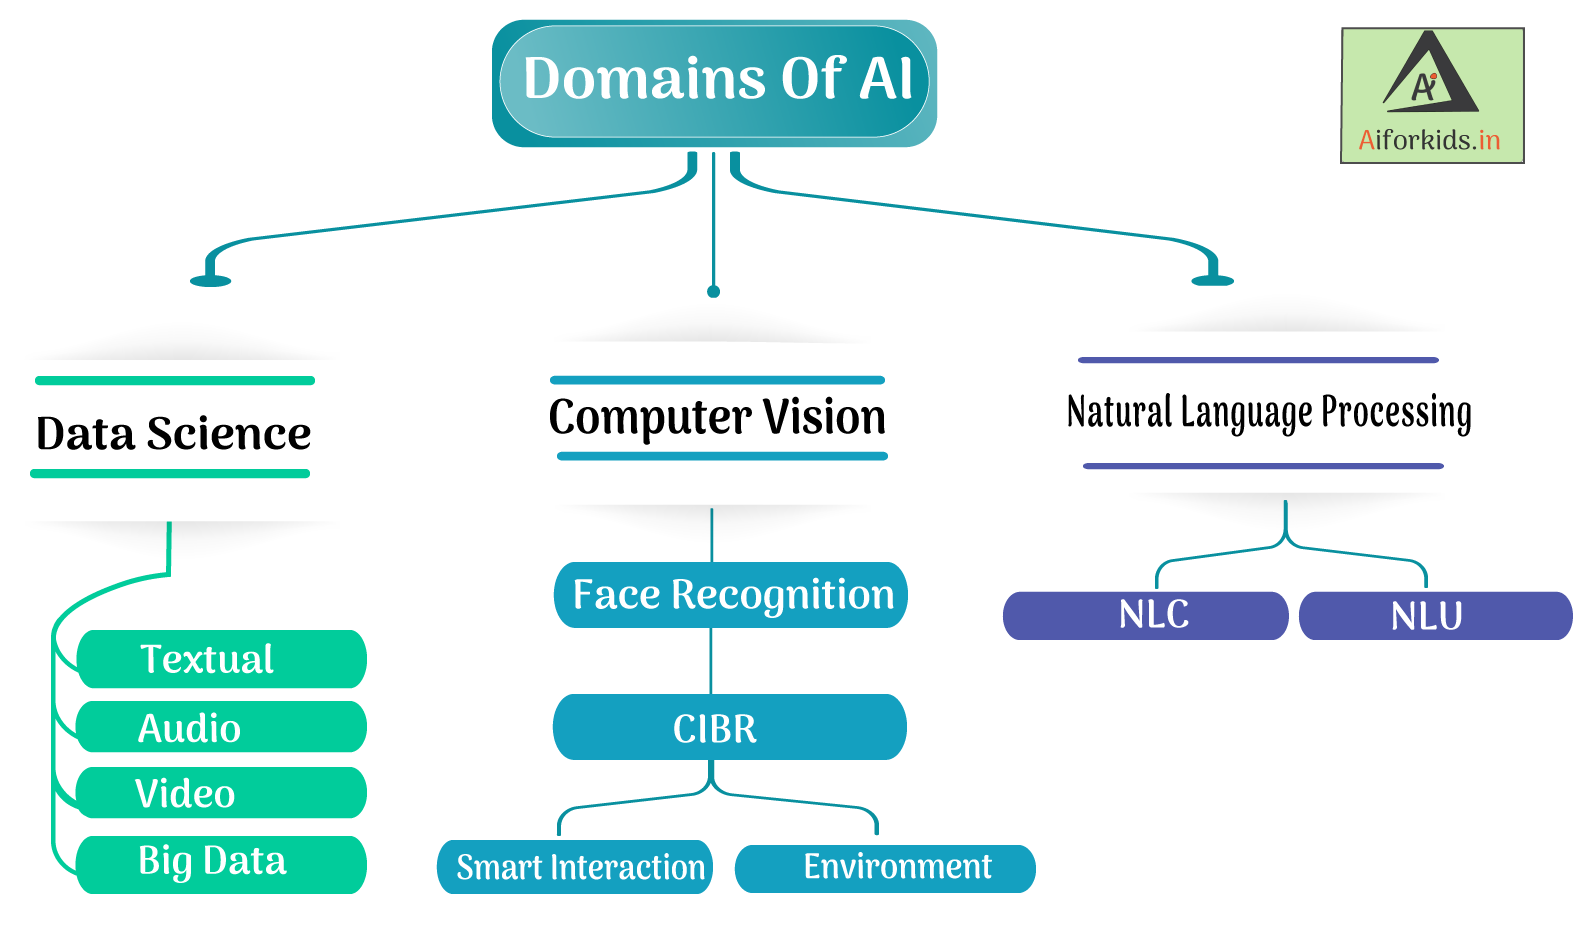 Domains Of AI
Ai
Aiforkids.in
Data Science
Textual
Audio
Video
Big Data
Computer Vision
Face Recognition
CIBR
Smart Interaction
Environment
Natural Language Processing
NLC
NLU